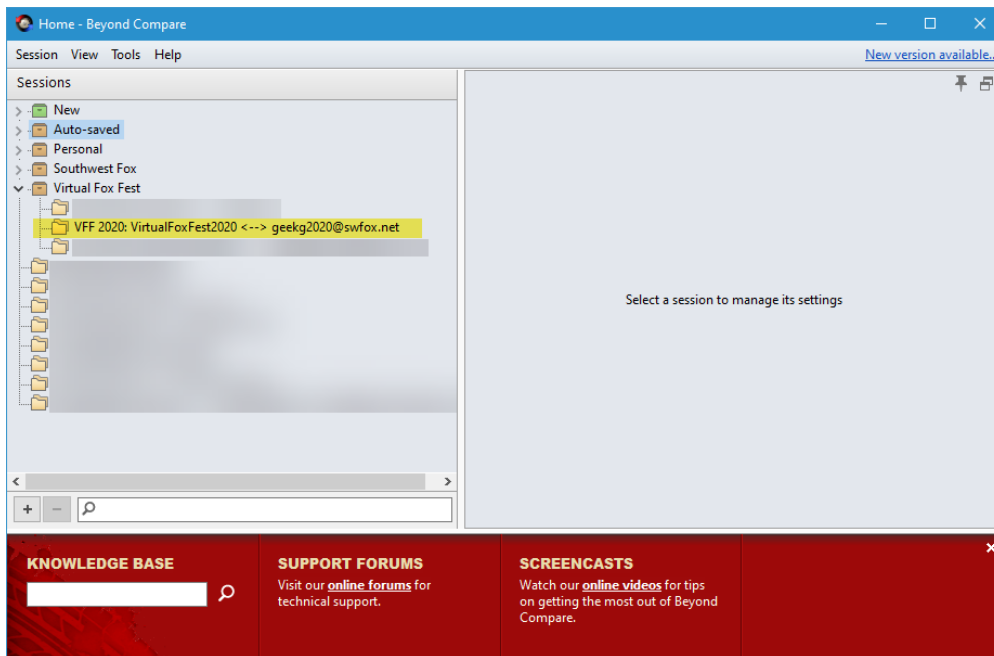 Home - Beyond Compare
Session View Tools Help
New version available..
Sessions
New
Auto-saved
Personal
Southwest Fox
Virtual Fox Fest
VFF 2020: VirtualFoxFest2020 <--> geekg2020@swfox.net
Select a session to manage its settings
KNOWLEDGE BASE
SUPPORT FORUMS
Visit our online forums for
technical support.
SCREENCASTS
Watch our online videos for tips
on getting the most out of Beyond
Compare.